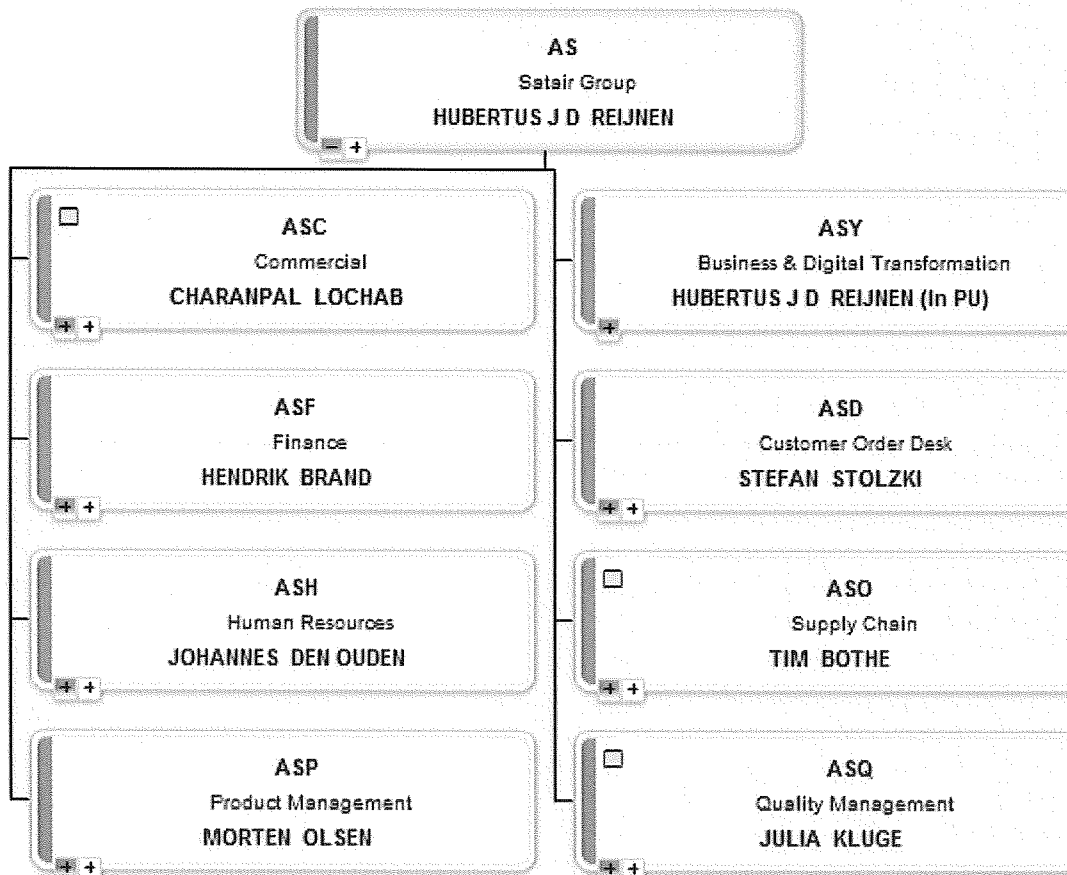 AS
Satair Group
HUBERTUS J D REIJNEN
ASC
Commercial
CHARANPAL LOCHAB
ASF
Finance
HENDRIK BRAND
ASH
Human Resources
JOHANNES DEN OUDEN
ASP
Product Management
MORTEN OLSEN
ASY
Business & Digital Transformation
HUBERTUS J D REIJNEN (In PU)
ASD
Customer Order Desk
STEFAN STOLZKI
ASO
Supply Chain
TIM BOTHE
ASQ
Quality Management
JULIA KLUGE